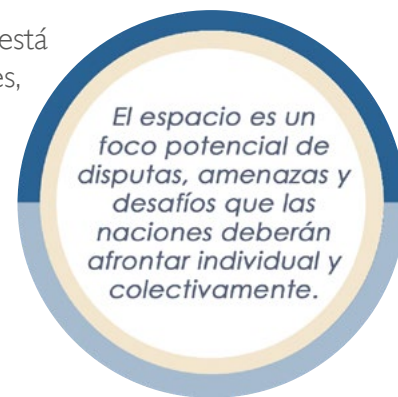 está
es,
El espacio es un
foco potencial de
disputas, amenazas y
desafíos que las
naciones deberán
afrontar individual y
colectivamente.